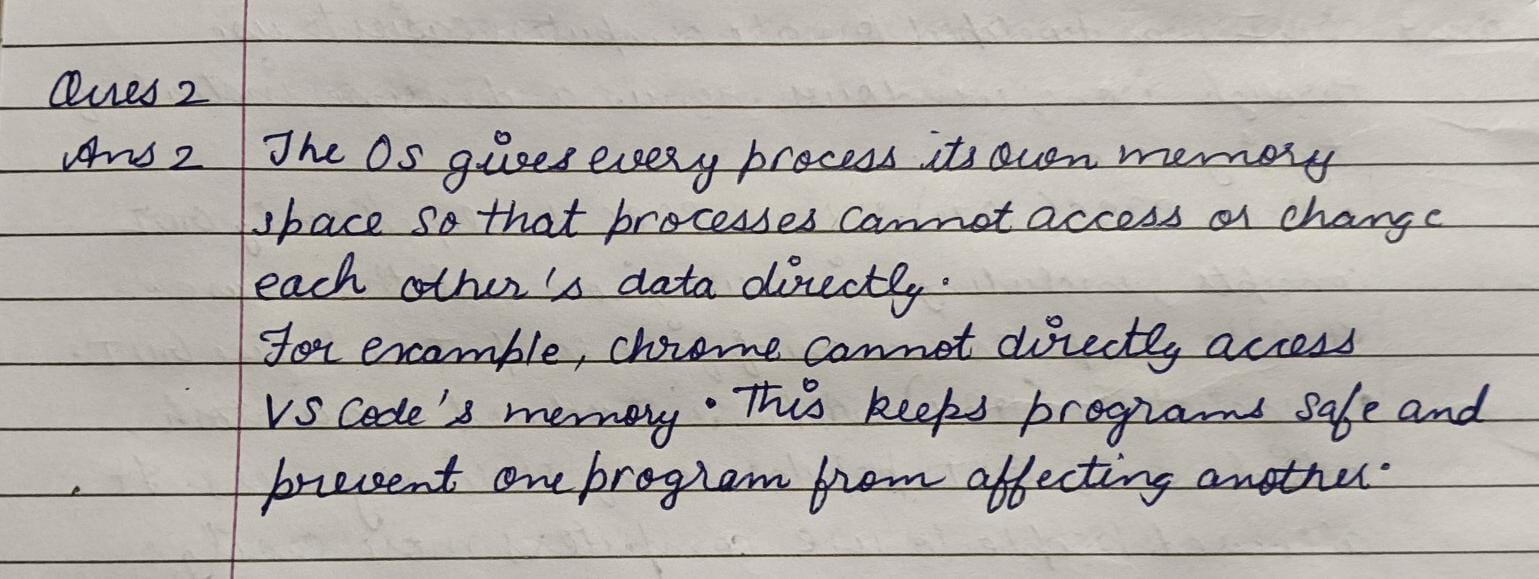 Ques 2
Ans 2 The OS gives every process its own memory
space so that processes cannot access or change
each other's data directly.
For example, chrome cannot directly access
VS Code's memory. This keeps programs safe and
prevent one program from affecting another.